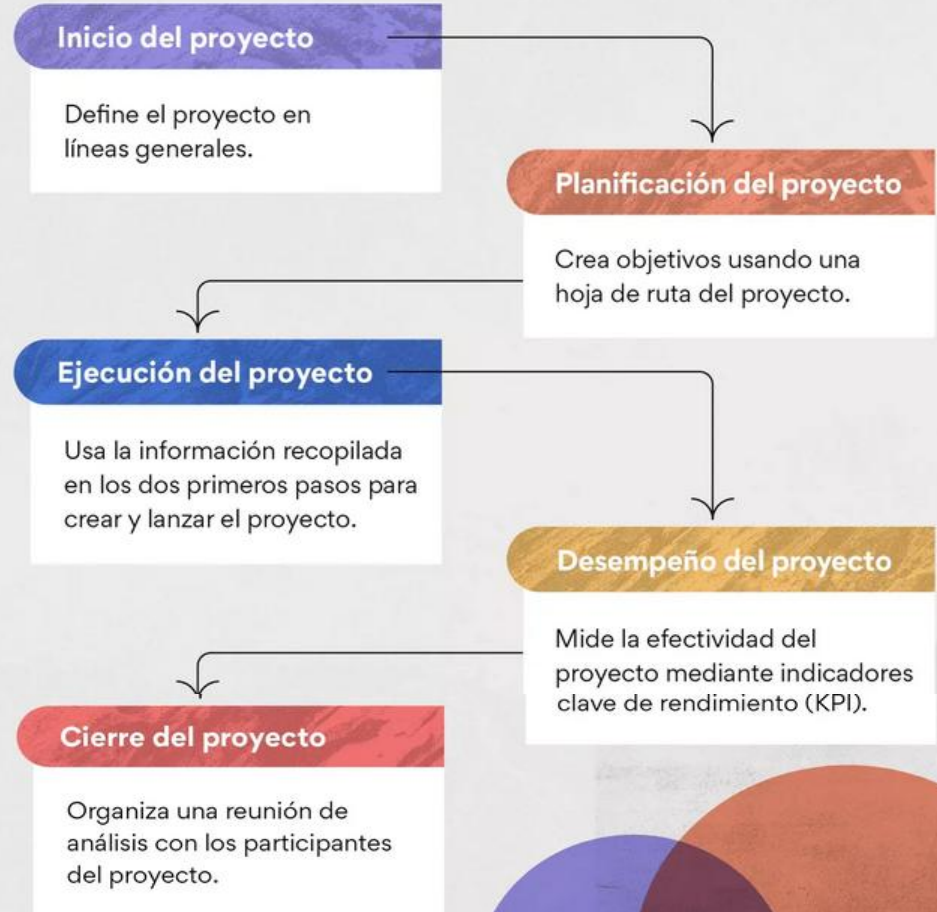 Inicio del proyecto
Define el proyecto en
líneas generales.
Planificación del proyecto
Crea objetivos usando una
hoja de ruta del proyecto.
Ejecución del proyecto
Usa la información recopilada
en los dos primeros pasos para
crear y lanzar el proyecto.
Desempeño del proyecto
Mide la efectividad del
proyecto mediante indicadores
clave de rendimiento (KPI).
Cierre del proyecto
Organiza una reunión de
análisis con los participantes
del proyecto.